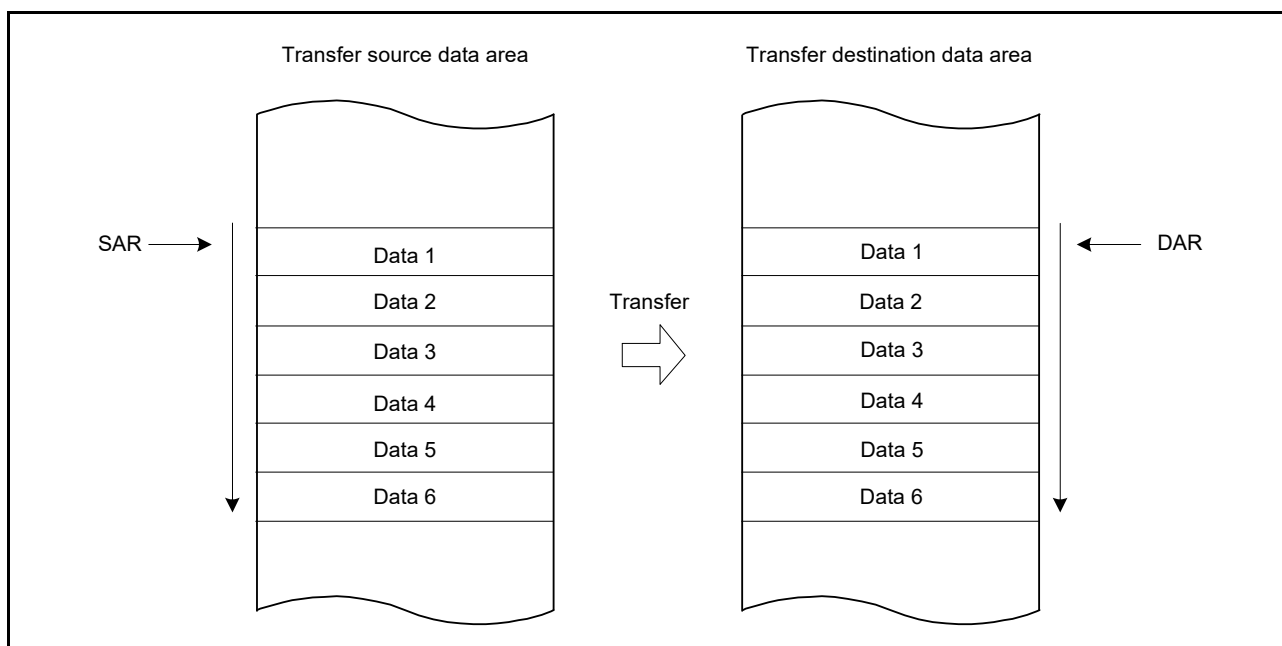 Transfer source data area
Transfer destination data area
SAR
Data 1
Data 2
Data 3
Data 4
Data 5
Data 6
Transfer
Data 1
Data 2
Data 3
Data 4
Data 5
Data 6
DAR